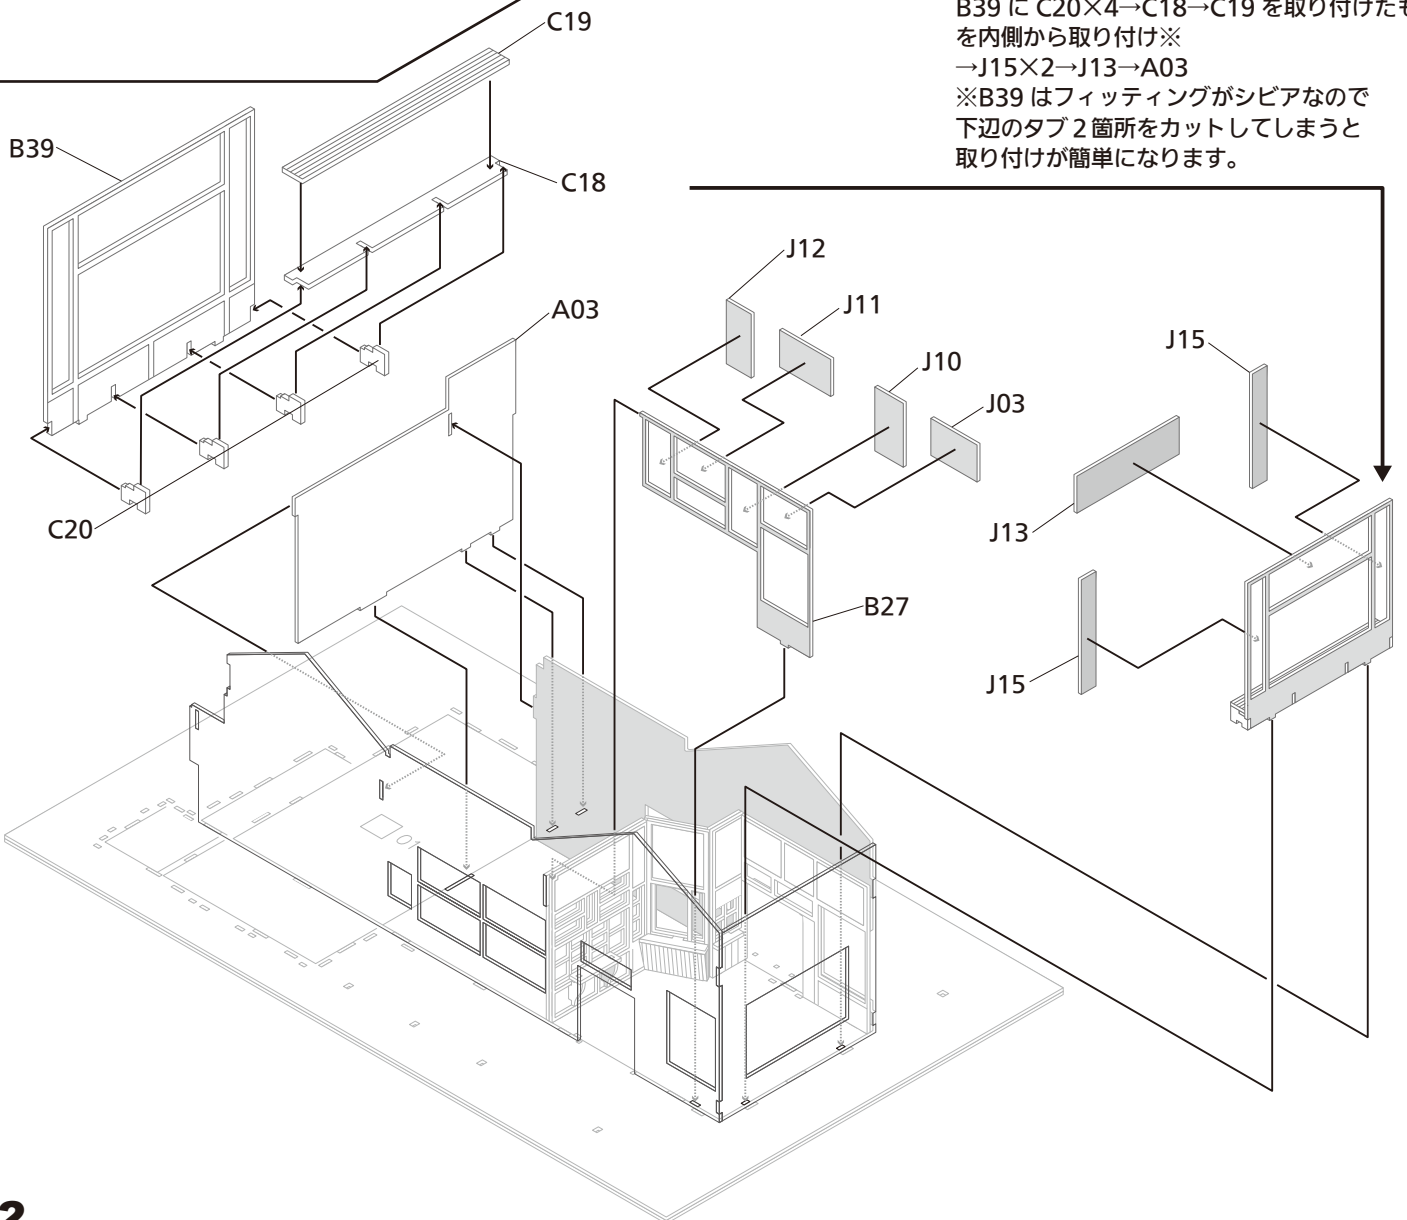 B39 に C20×4→C18→C19 を取り付けたも
を内側から取り付け※
→J15×2→J13→A03
※B39 はフィッティングがシビアなので
下辺のタブ２箇所をカットしてしまうと
取り付けが簡単になります。
C19
B39
C18
J12
J11
A03
J15
J10
J03
C20
J13
B27
J15
01
2